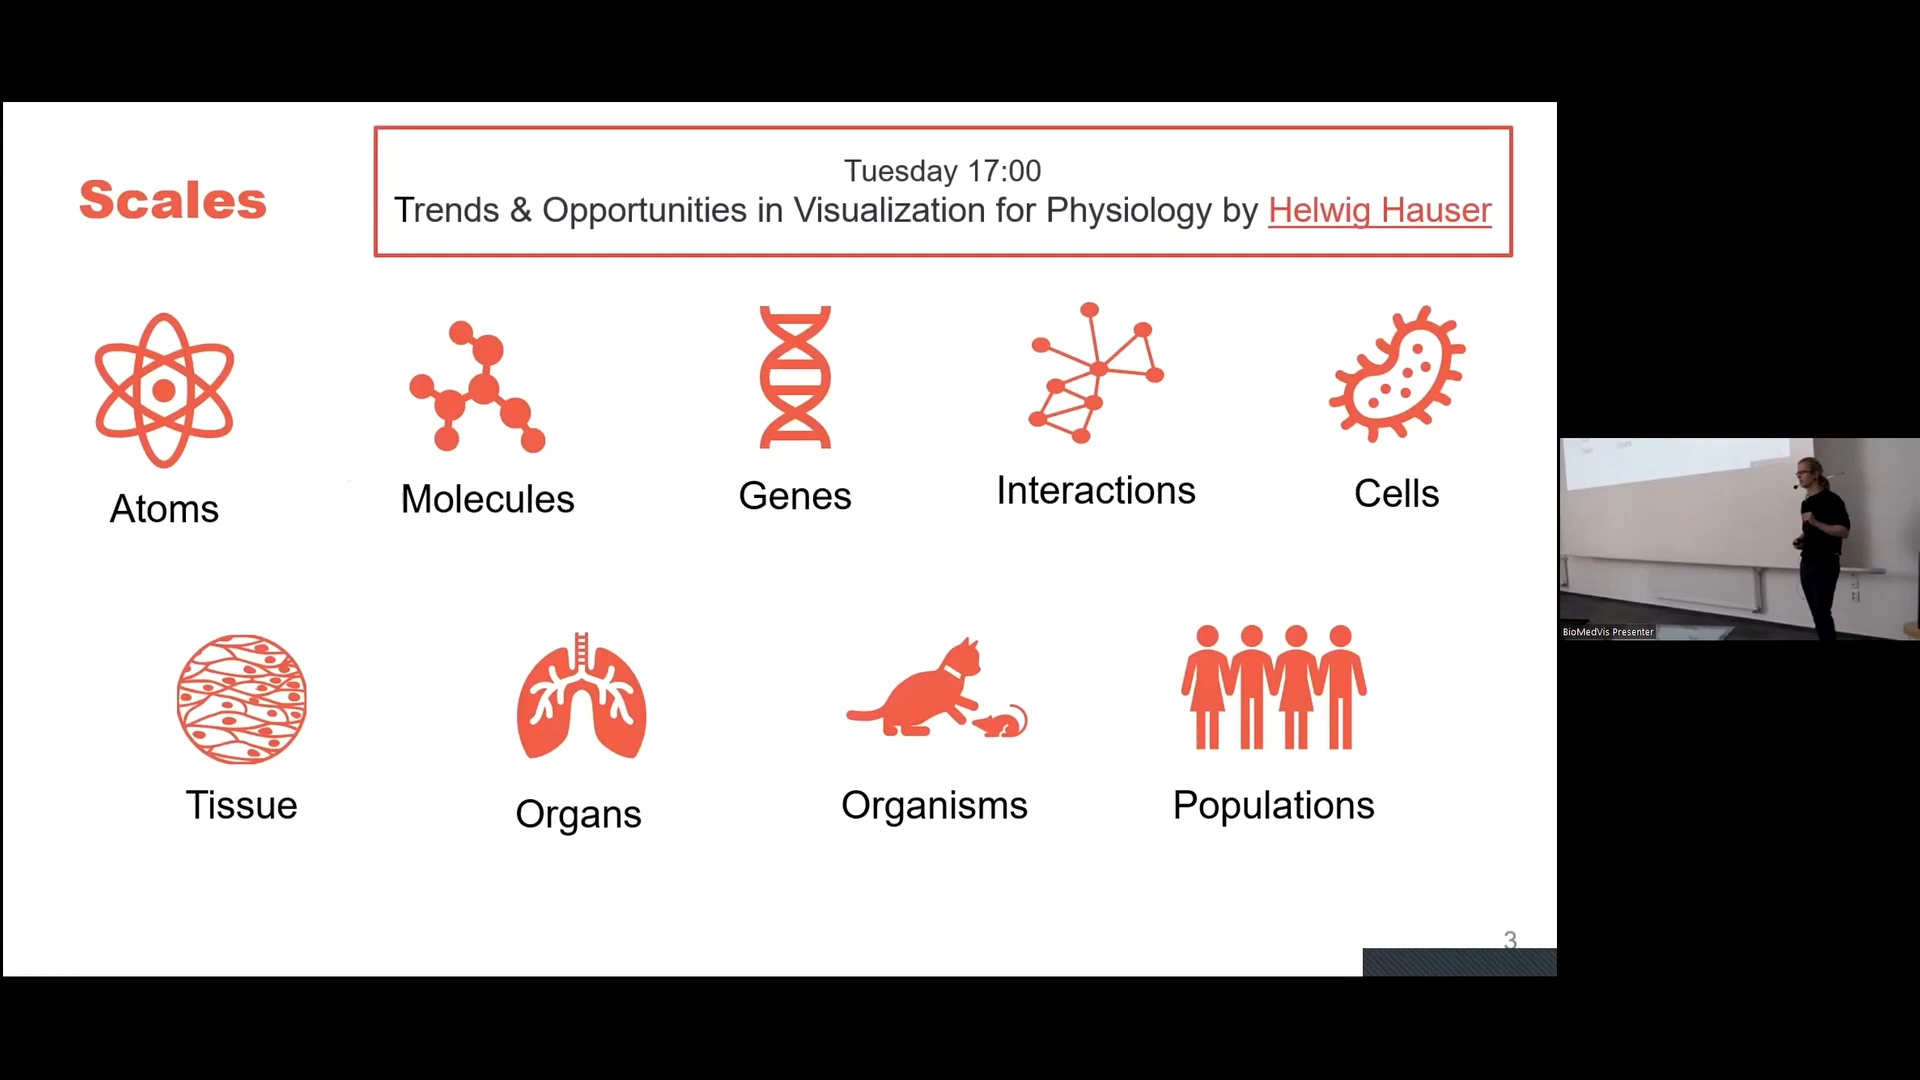 Scales
Tuesday 17:00
Trends & Opportunities in Visualization for Physiology by Helwig Hauser
Atoms
Molecules
Genes
Interactions
Cells
Tissue
Organs
Organisms
Populations
3
BioMedVis Presenter